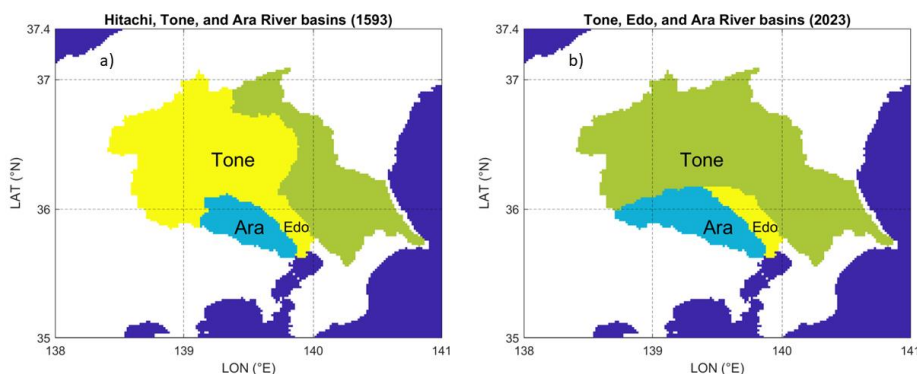 Hitachi, Tone, and Ara River basins (1593)
37.4
a)
37
Tone
LAT (°N)
36
Ara
Edo
35
138
139
140
141
LON (°E)
Tone, Edo, and Ara River basins (2023)
37.4
b)
37
Tone
LAT (°N)
36
Ara
Edo
35
138
139
140
141
LON (°E)